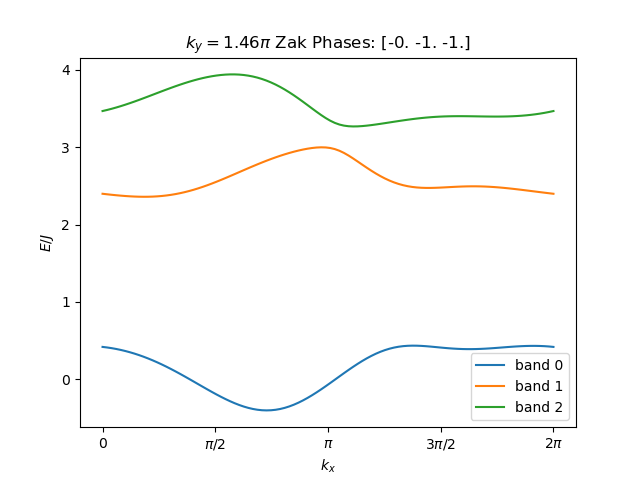 k_y = 1.46π Zak Phases: [-0. -1. -1.]
4
3
2
1
0
E/J
0 π/2 π 3π/2 2π
k_x
band 0
band 1
band 2